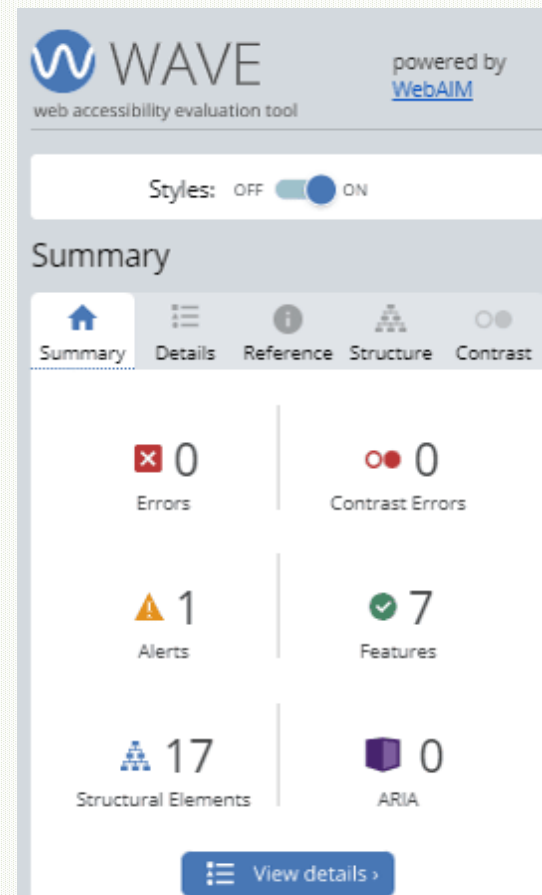 WAVE
powered by
WebAIM
web accessibility evaluation tool
Styles: OFF ON
Summary
Summary Details Reference Structure Contrast
0 0
Errors Contrast Errors
1 7
Alerts Features
17 0
Structural Elements ARIA
View details ›